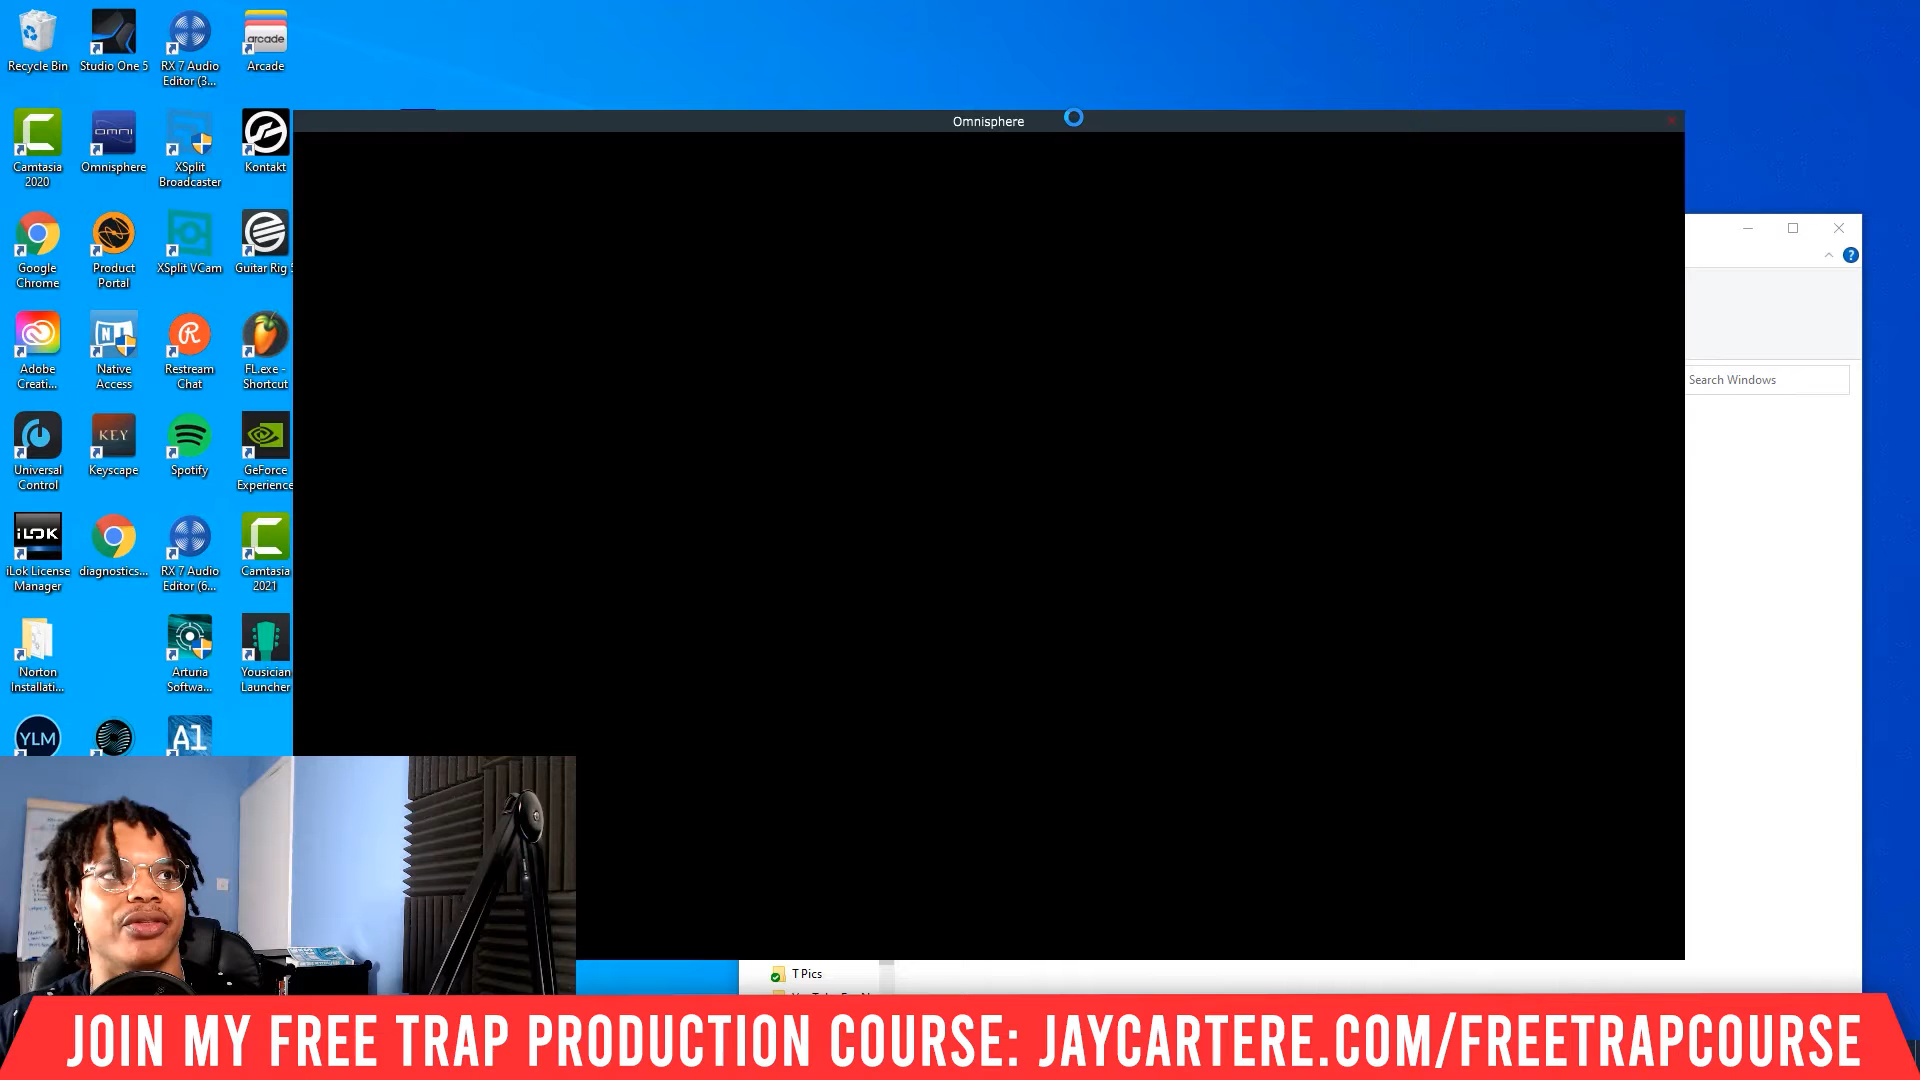 Recycle Bin
Studio One 5
RX 7 Audio
Editor (3...
arcade
Arcade
Omnisphere
Camtasia
2020
OMNI
Omnisphere
XSplit
Broadcaster
Kontakt
Google
Chrome
Product
Portal
XSplit VCam
Guitar Rig
Search Windows
Adobe
Creati...
N
Native
Access
R
Restream
Chat
FL.exe -
Shortcut
Universal
Control
KEY
Keyscape
Spotify
GeForce
Experience
iLOK
iLok License
Manager
diagnostics...
RX 7 Audio
Editor (6...
Camtasia
2021
Norton
Installati...
Arturia
Softwa...
Yousician
Launcher
YLM
A1
T Pics
JOIN MY FREE TRAP PRODUCTION COURSE: JAYCARTERE.COM/FREETRAPCOURSE